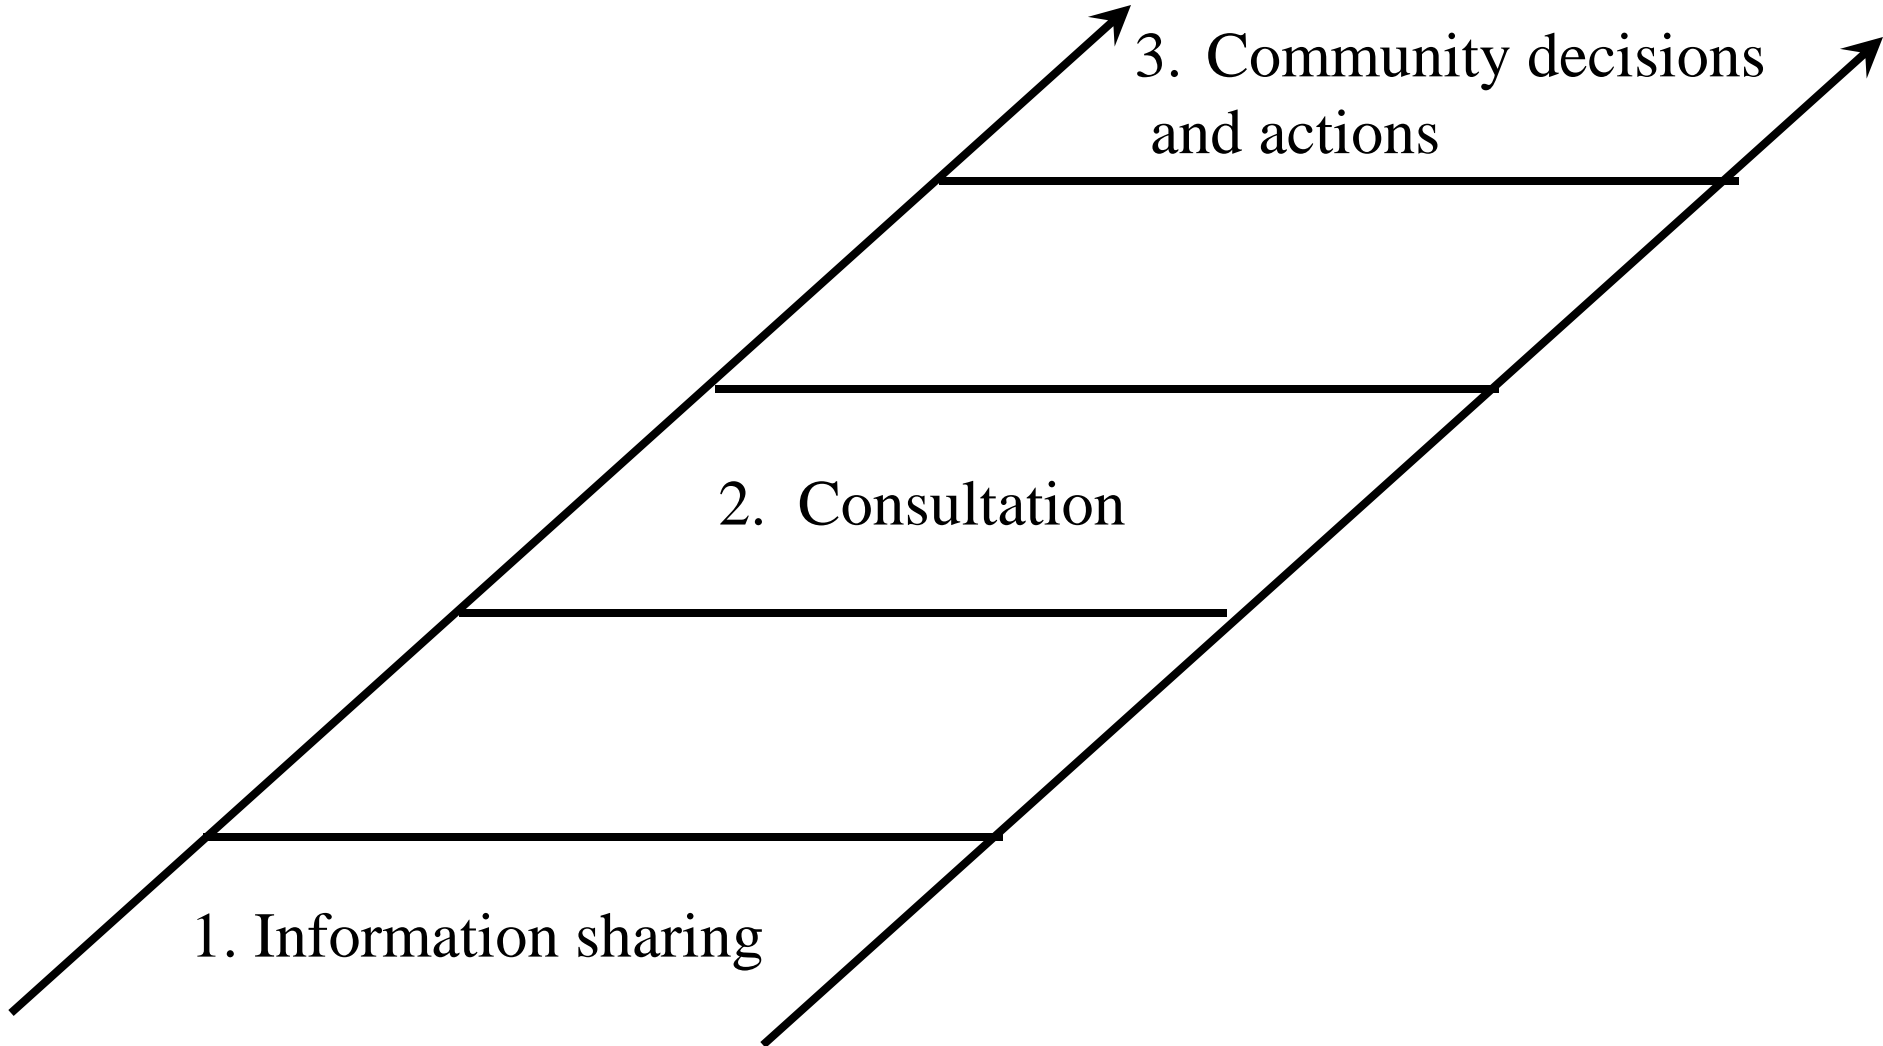 3. Community decisions
and actions
2. Consultation
1. Information sharing